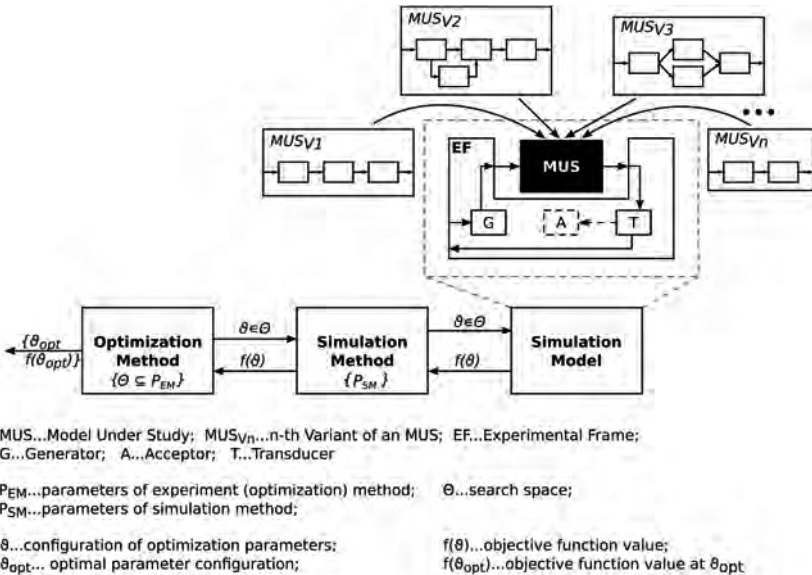 MUSV2
MUSV3
MUSV1
MUSVn
EF
MUS
G
A
T
{ϑopt
f(ϑopt)}
Optimization
Method
{Θ ⊆ PEM}
ϑ∈Θ
f(ϑ)
Simulation
Method
{PSM}
ϑ∈Θ
f(ϑ)
Simulation
Model
MUS...Model Under Study; MUSVn...n-th Variant of an MUS; EF...Experimental Frame;
G...Generator; A...Acceptor; T...Transducer
PEM...parameters of experiment (optimization) method; Θ...search space;
PSM...parameters of simulation method;
ϑ...configuration of optimization parameters; f(ϑ)...objective function value;
ϑopt... optimal parameter configuration; f(ϑopt)...objective function value at ϑopt